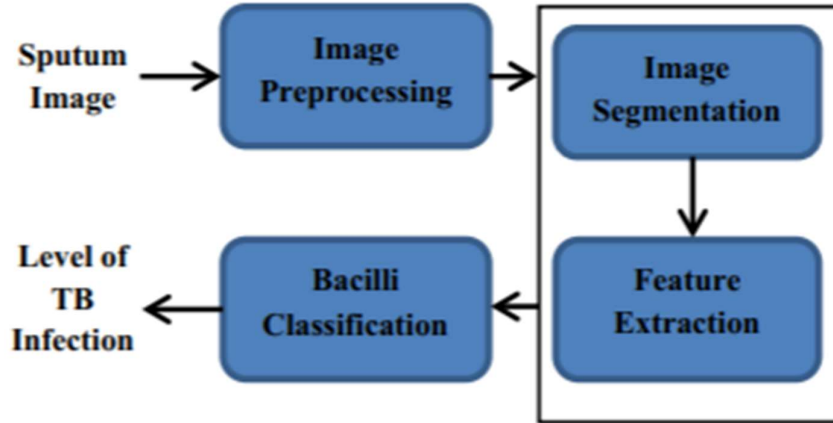 Sputum
Image
Image
Preprocessing
Image
Segmentation
Feature
Extraction
Bacilli
Classification
Level of
TB
Infection